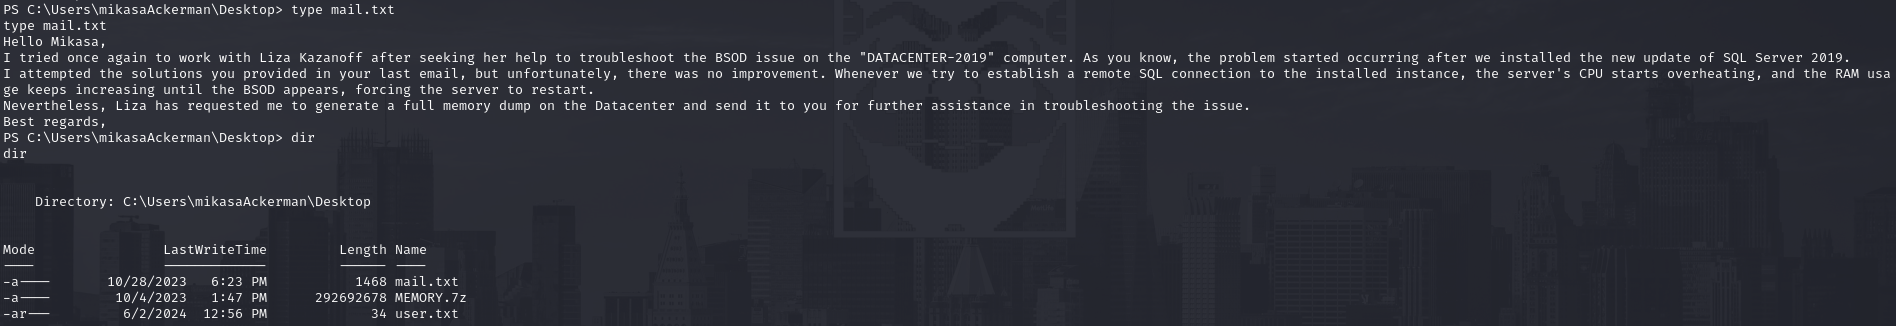 PS C:\Users\mikasaAckerman\Desktop> type mail.txt
type mail.txt
Hello Mikasa,
I tried once again to work with Liza Kazanoff after seeking her help to troubleshoot the BSOD issue on the "DATACENTER-2019" computer. As you know, the problem started occurring after we installed the new update of SQL Server 2019.
I attempted the solutions you provided in your last email, but unfortunately, there was no improvement. Whenever we try to establish a remote SQL connection to the installed instance, the server's CPU starts overheating, and the RAM usa
ge keeps increasing until the BSOD appears, forcing the server to restart.
Nevertheless, Liza has requested me to generate a full memory dump on the Datacenter and send it to you for further assistance in troubleshooting the issue.
Best regards,
PS C:\Users\mikasaAckerman\Desktop> dir
dir
Directory: C:\Users\mikasaAckerman\Desktop
Mode LastWriteTime Length Name
---- ------------- ------ ----
-a---- 10/28/2023 6:23 PM 1468 mail.txt
-a---- 10/4/2023 1:47 PM 292692678 MEMORY.7z
-ar--- 6/2/2024 12:56 PM 34 user.txt